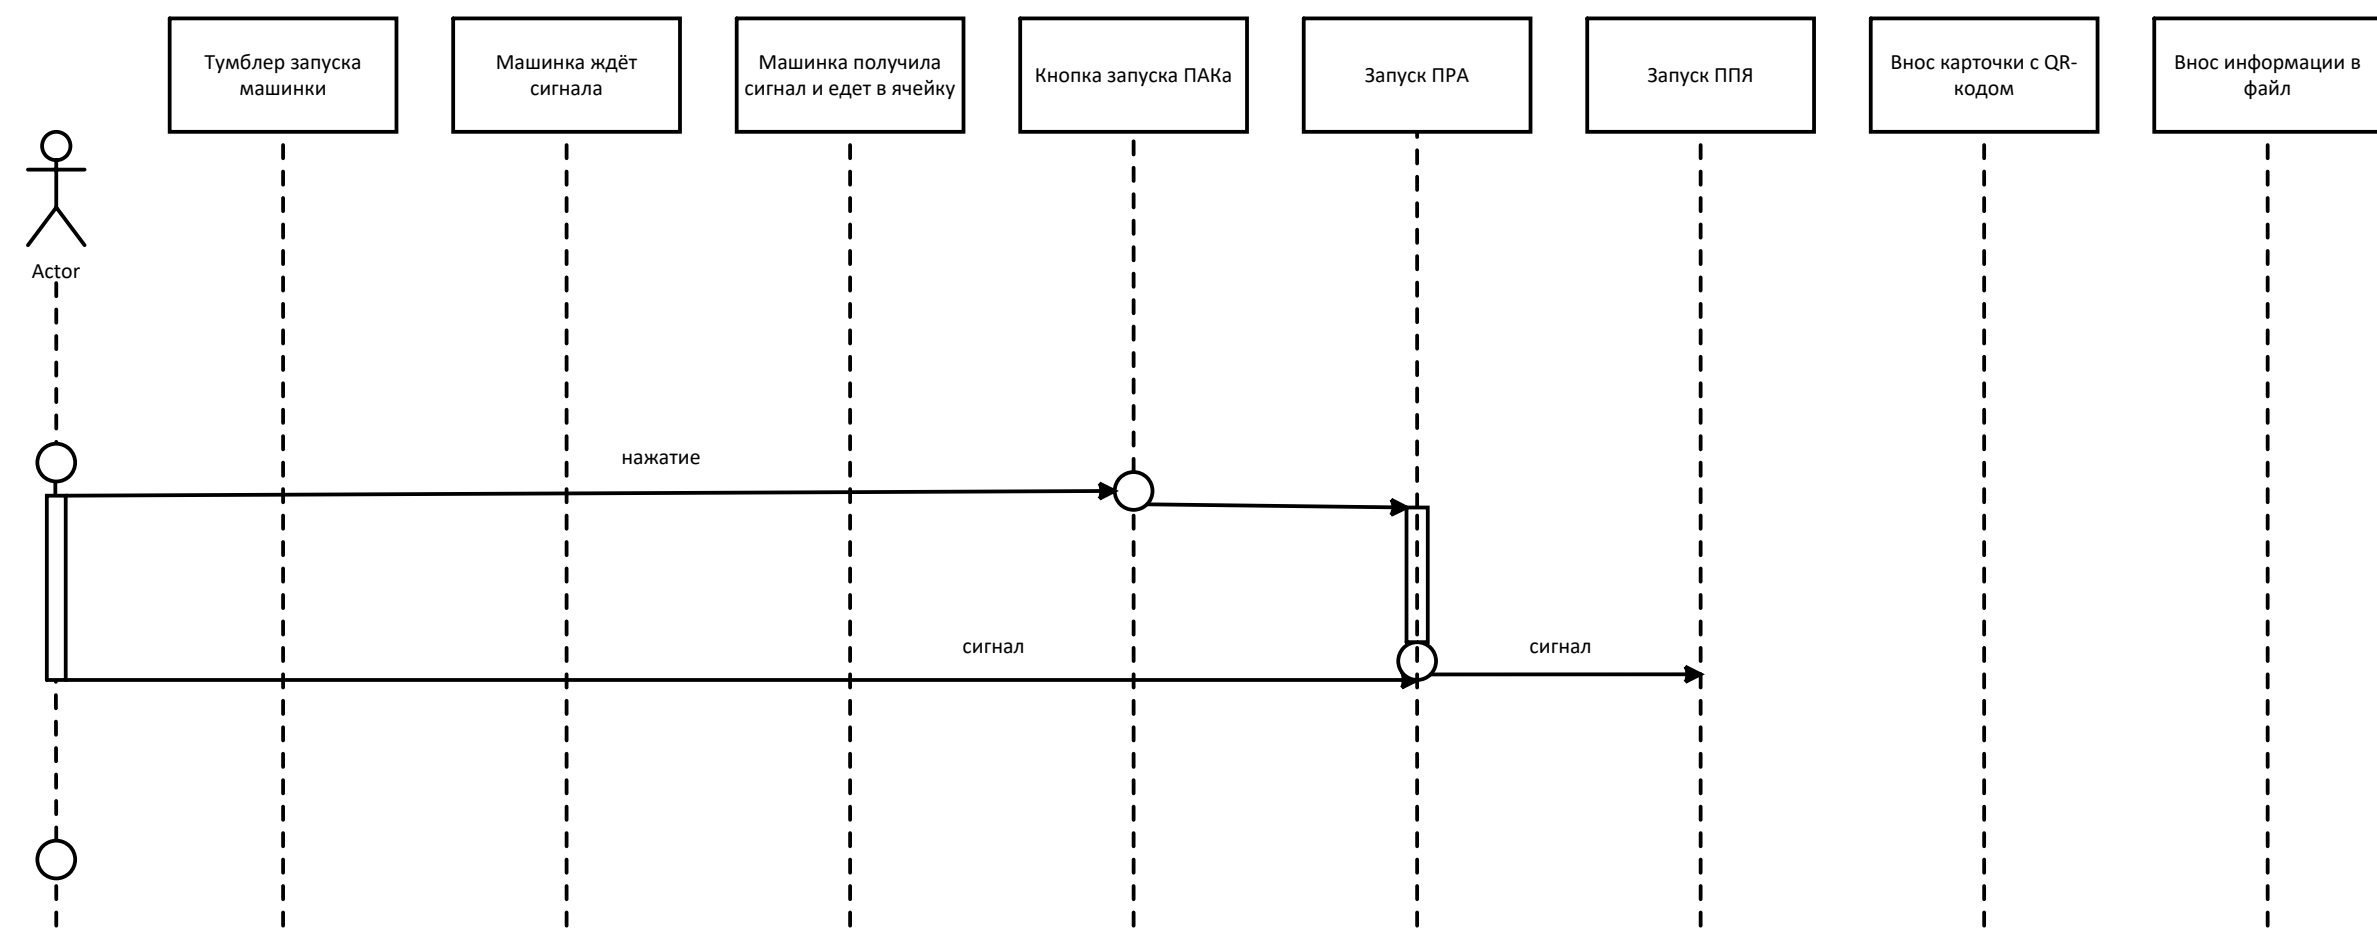 Тумблер запуска
машинки
Машинка ждёт
сигнала
Машинка получила
сигнал и едет в ячейку
Кнопка запуска ПАКа
Запуск ПРА
Запуск ППЯ
Внос карточки с QR-
кодом
Внос информации в
файл
Actor
нажатие
сигнал
сигнал